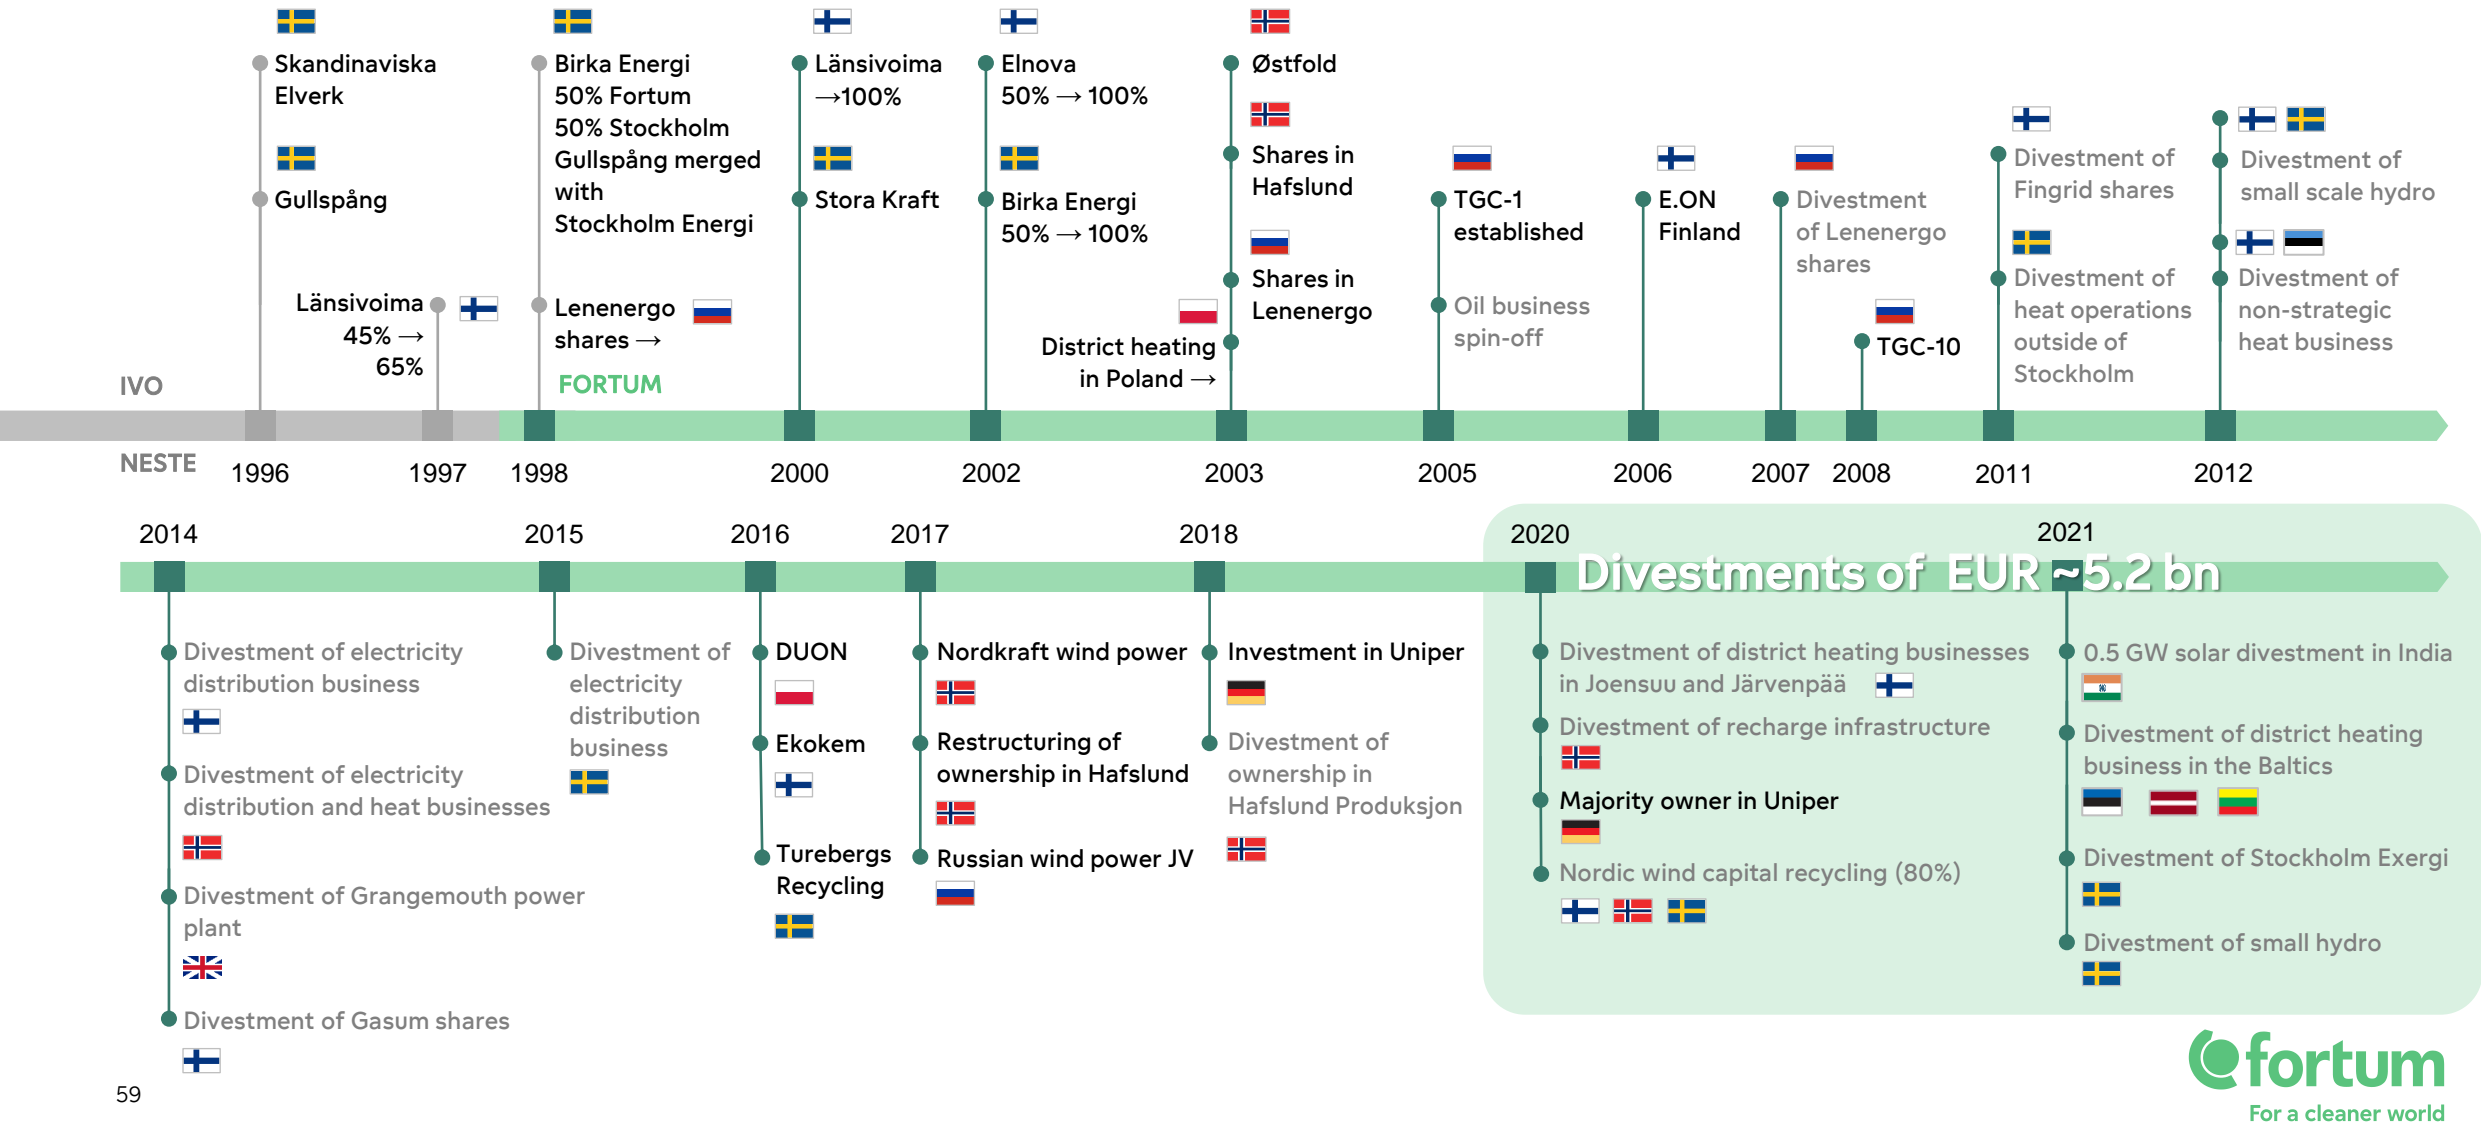 Skandinaviska
Elverk
Gullspång
Länsivoima
45% →
65%
Birka Energi
50% Fortum
50% Stockholm
Gullspång merged
with
Stockholm Energi
Lenenergo
shares →
Länsivoima
→100%
Stora Kraft
Elnova
50% → 100%
Birka Energi
50% → 100%
Østfold
Shares in
Hafslund
Shares in
Lenenergo
District heating
in Poland →
TGC-1
established
Oil business
spin-off
E.ON
Finland
Divestment
of Lenenergo
shares
TGC-10
Divestment of
Fingrid shares
Divestment of
heat operations
outside of
Stockholm
Divestment of
small scale hydro
Divestment of
non-strategic
heat business
IVO
FORTUM
NESTE
1996
1997
1998
2000
2002
2003
2005
2006
2007
2008
2011
2012
2014
2015
2016
2017
2018
2020
2021
Divestments of EUR ~5.2 bn
Divestment of electricity
distribution business
Divestment of electricity
distribution and heat businesses
Divestment of Grangemouth power
plant
Divestment of Gasum shares
Divestment of
electricity
distribution
business
DUON
Ekokem
Turebergs
Recycling
Nordkraft wind power
Restructuring of
ownership in Hafslund
Russian wind power JV
Investment in Uniper
Divestment of
ownership in
Hafslund Produksjon
Divestment of district heating businesses
in Joensuu and Järvenpää
Divestment of recharge infrastructure
Majority owner in Uniper
Nordic wind capital recycling (80%)
0.5 GW solar divestment in India
Divestment of district heating
business in the Baltics
Divestment of Stockholm Exergi
Divestment of small hydro
59
fortum
For a cleaner world